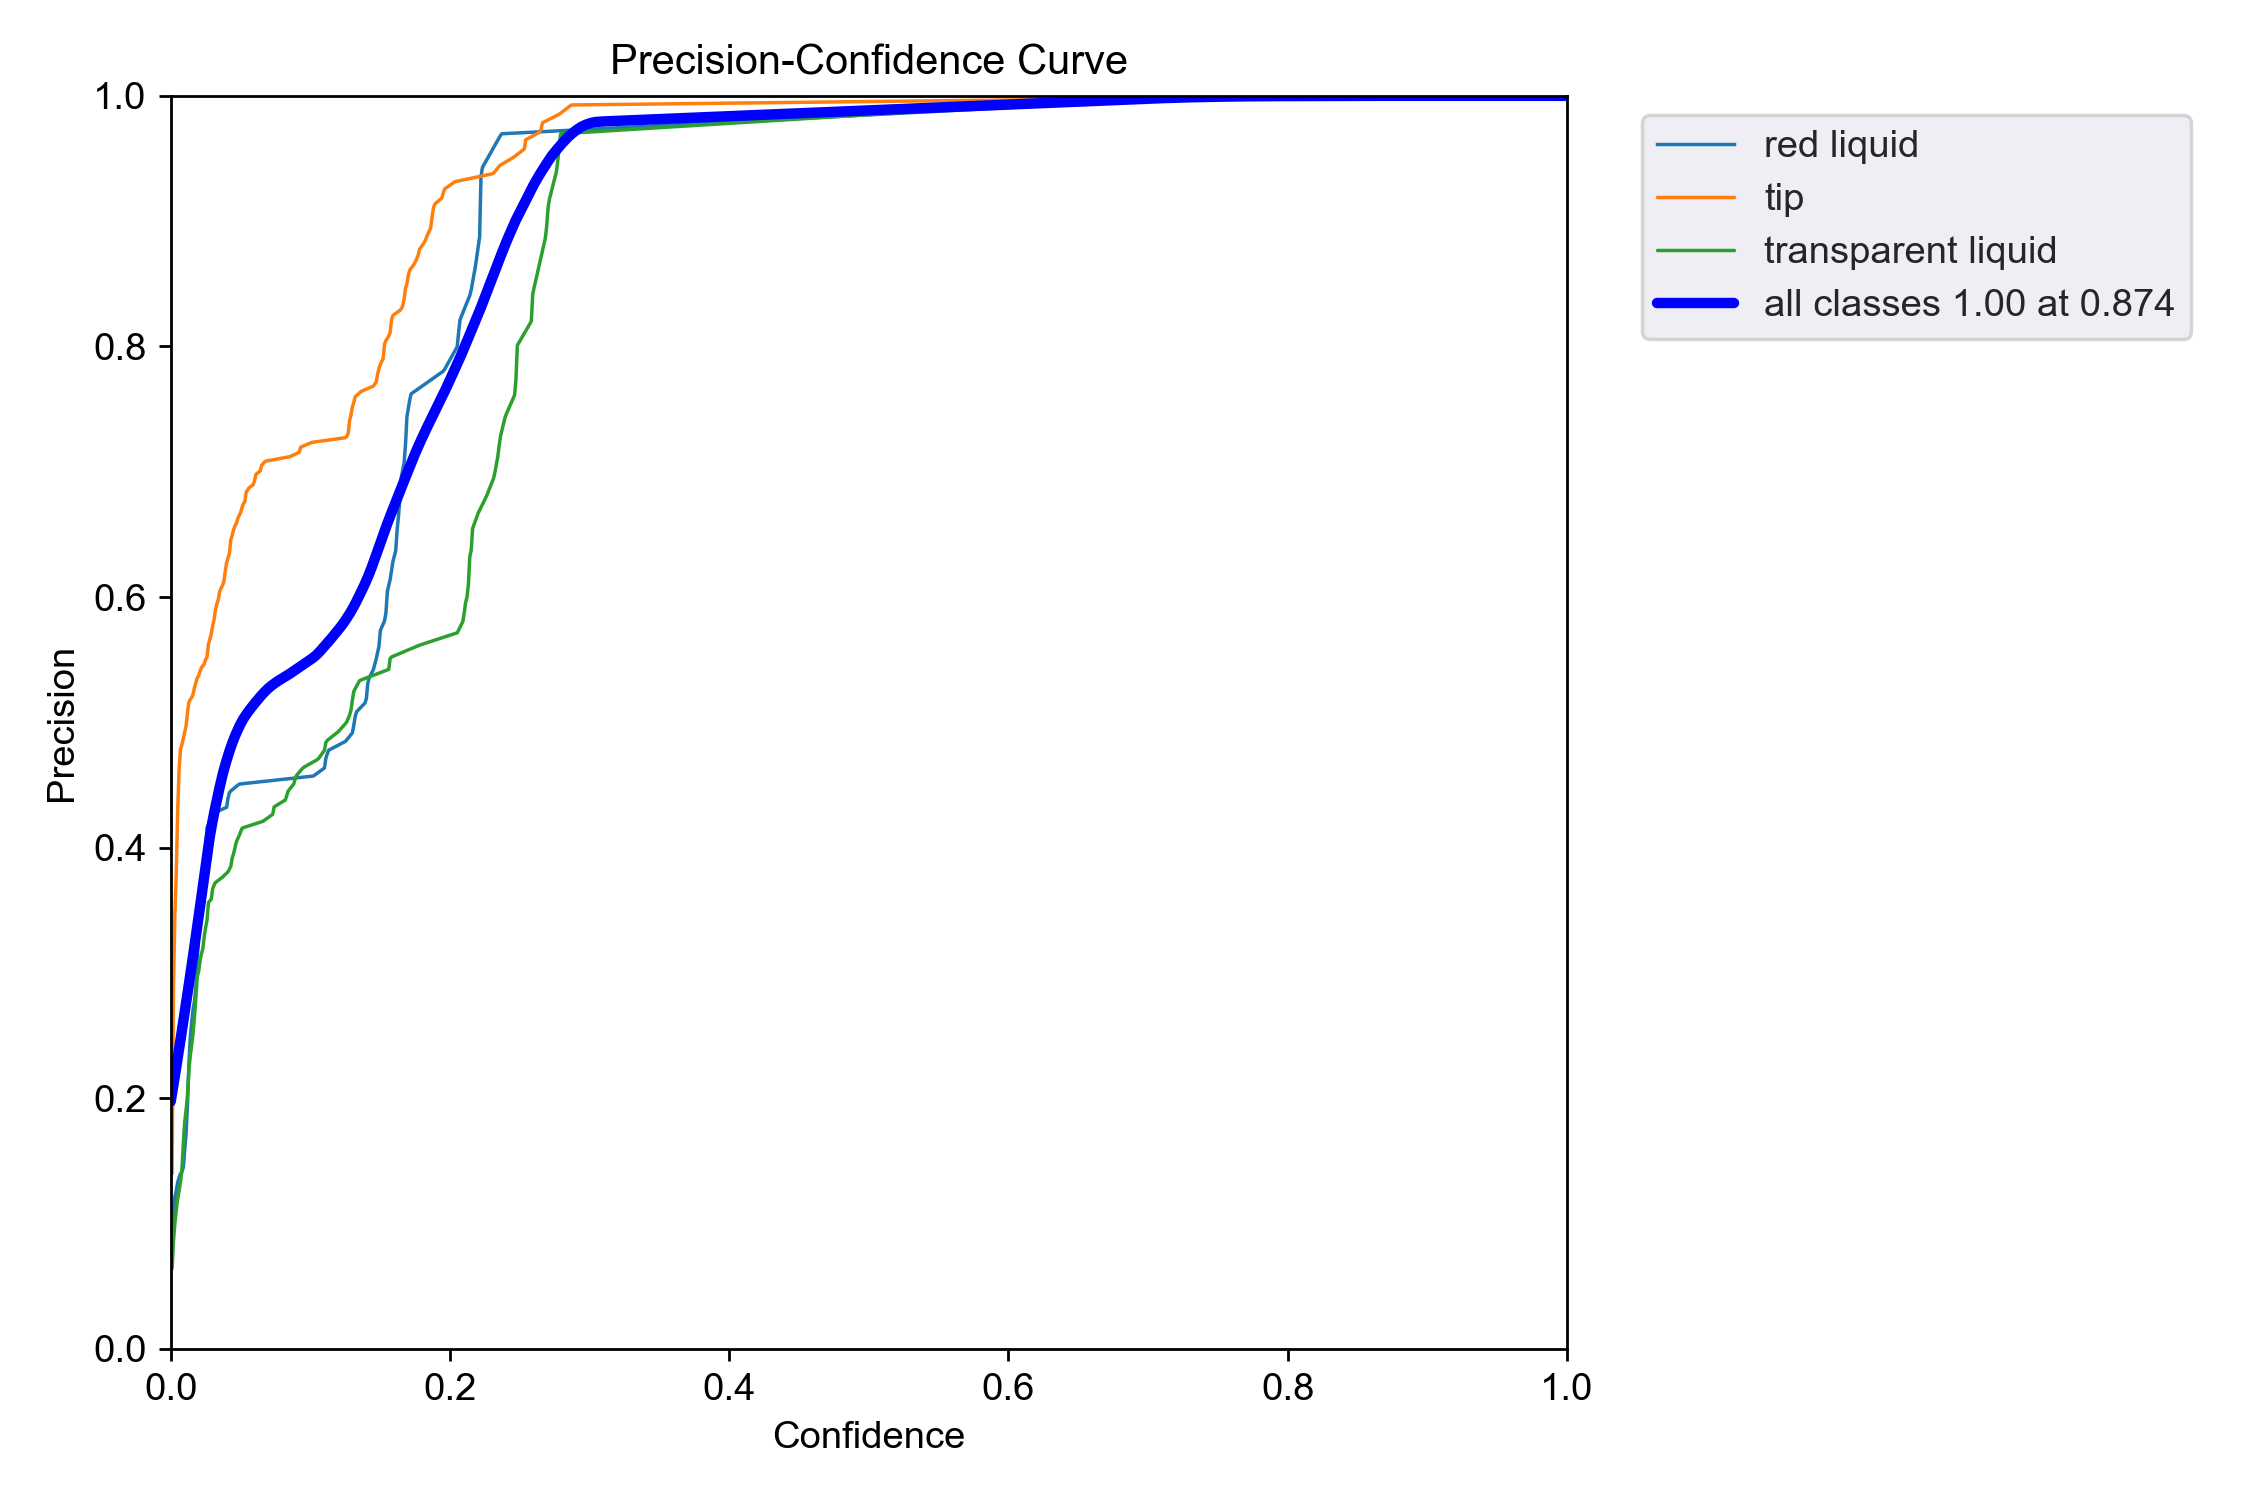 Precision-Confidence Curve
1.0
0.8
0.6
0.4
0.2
0.0
Precision
0.0 0.2 0.4 0.6 0.8 1.0
Confidence
red liquid
tip
transparent liquid
all classes 1.00 at 0.874